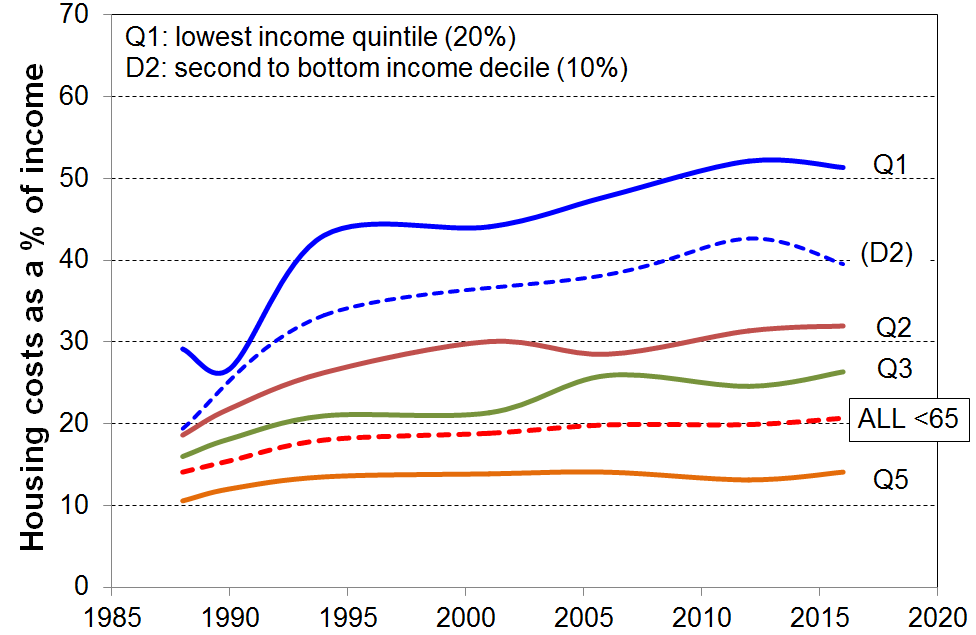 Q1: lowest income quintile (20%)
D2: second to bottom income decile (10%)
Housing costs as a % of income
70
60
50
40
30
20
10
0
Q1
(D2)
Q2
Q3
ALL <65
Q5
1985 1990 1995 2000 2005 2010 2015 2020